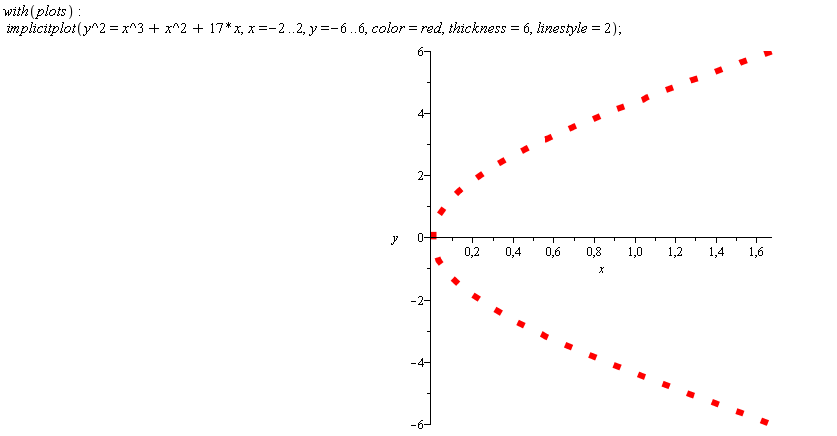 with(plots) :
implicitplot(y^2 = x^3 + x^2 + 17*x, x = -2 ..2, y = -6 ..6, color = red, thickness = 6, linestyle = 2);
6
4
2
y 0
0,2 0,4 0,6 0,8 1,0 1,2 1,4 1,6
x
-2
-4
-6